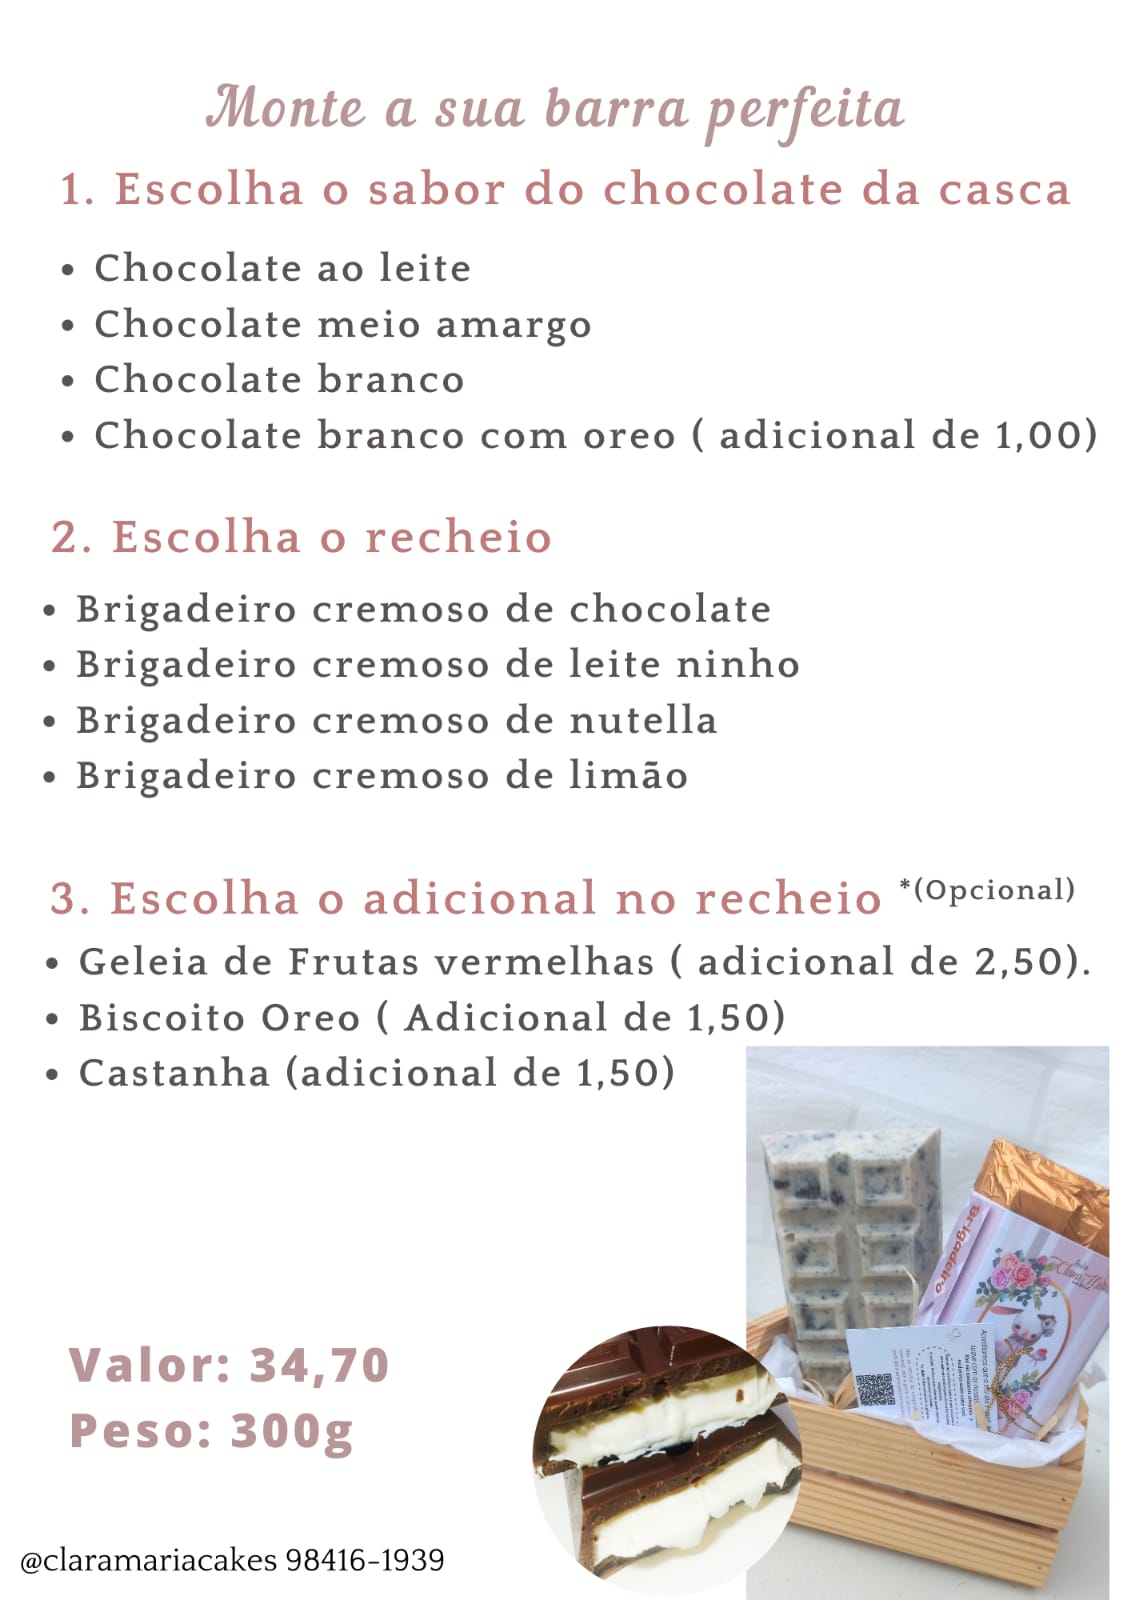 Monte a sua barra perfeita
1. Escolha o sabor do chocolate da casca
• Chocolate ao leite
• Chocolate meio amargo
• Chocolate branco
• Chocolate branco com oreo ( adicional de 1,00)
2. Escolha o recheio
• Brigadeiro cremoso de chocolate
• Brigadeiro cremoso de leite ninho
• Brigadeiro cremoso de nutella
• Brigadeiro cremoso de limão
3. Escolha o adicional no recheio *(Opcional)
• Geleia de Frutas vermelhas ( adicional de 2,50).
• Biscoito Oreo ( Adicional de 1,50)
• Castanha (adicional de 1,50)
Brigadeiro
Valor: 34,70
Peso: 300g
@claramariacakes 98416-1939